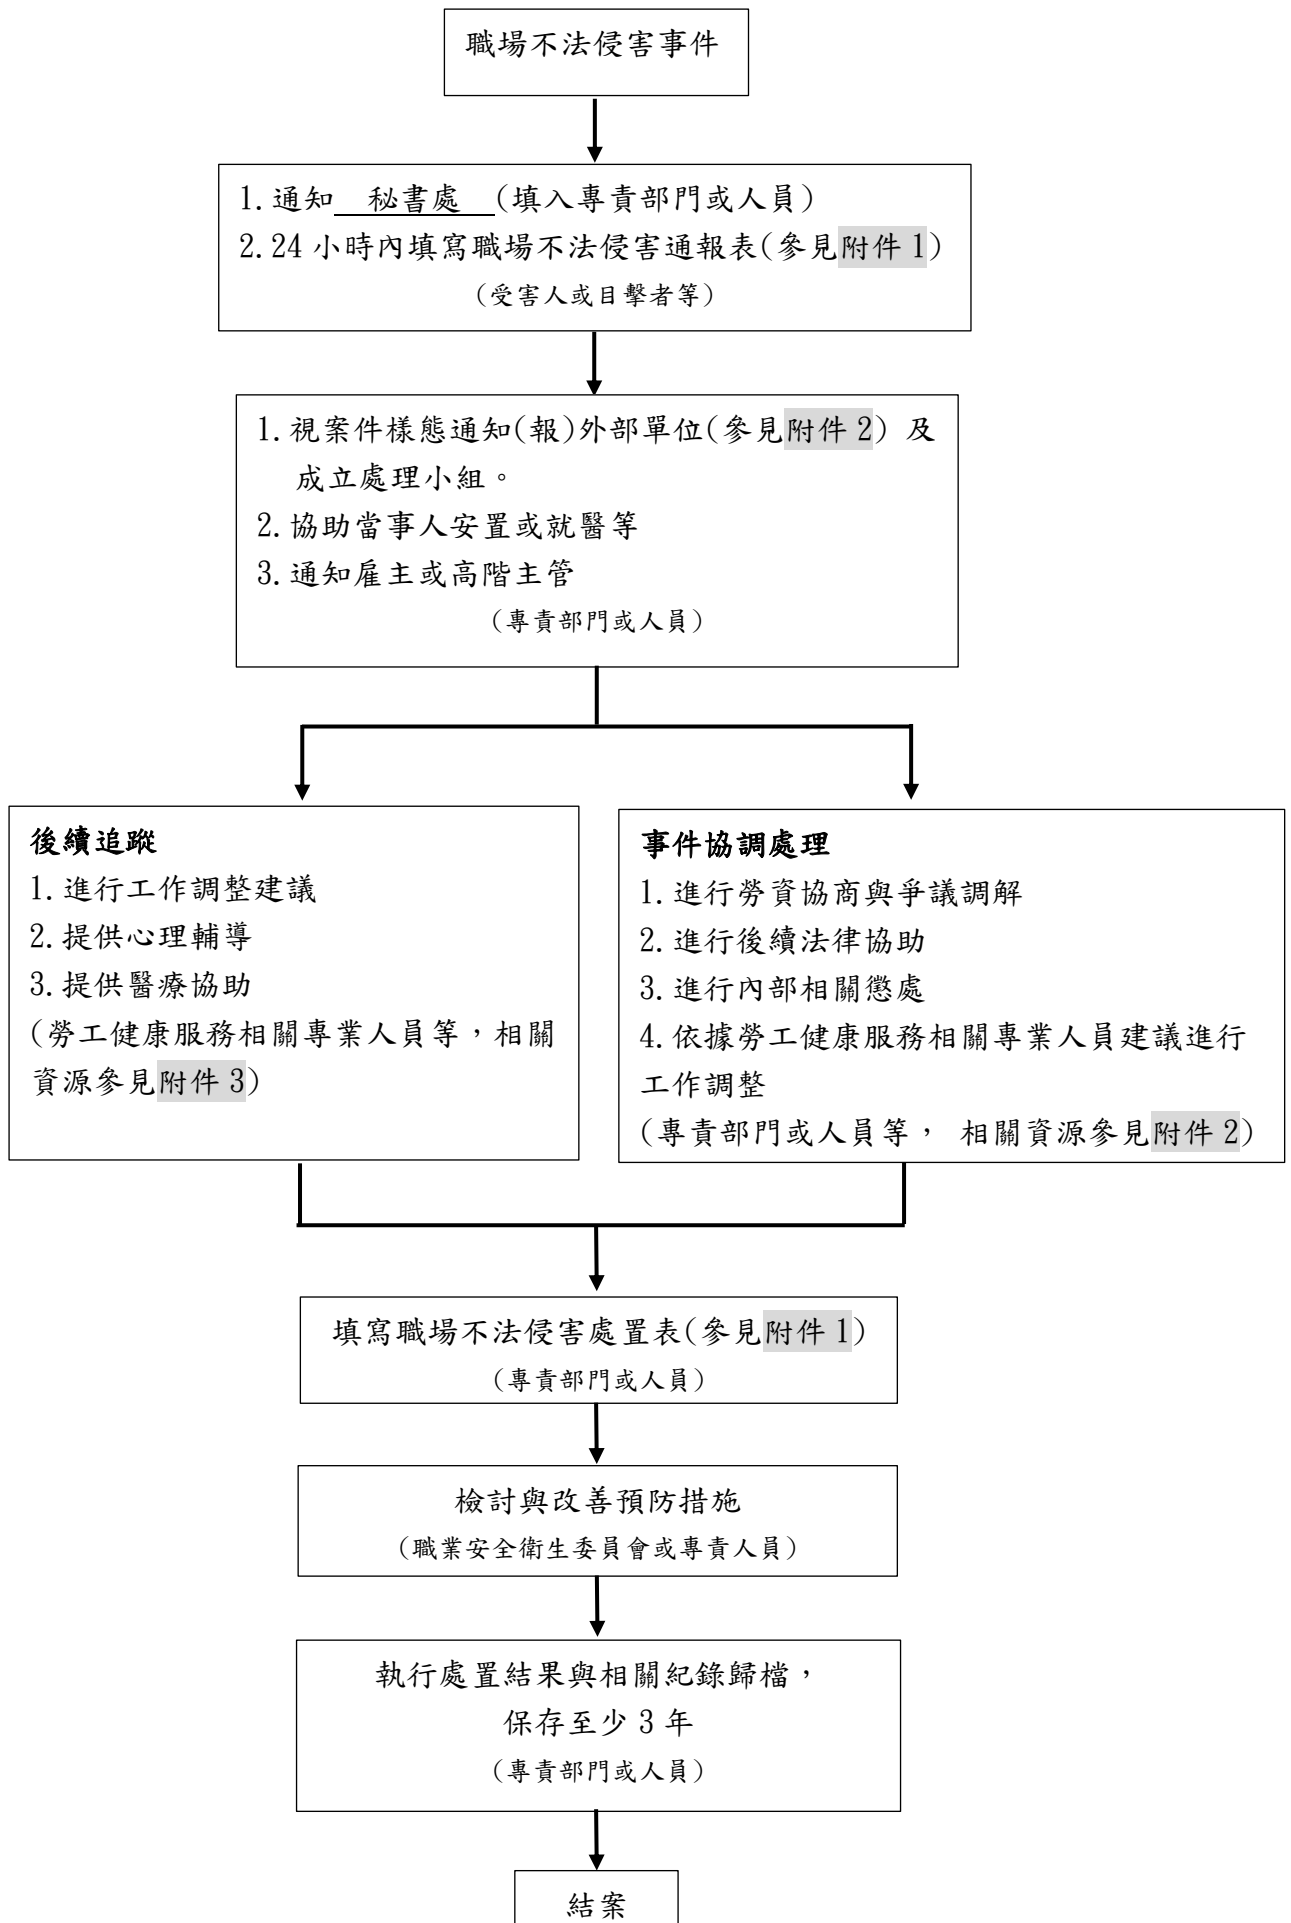 職場不法侵害事件
1.通知 秘書處 (填入專責部門或人員)
2.24 小時內填寫職場不法侵害通報表(參見附件 1)
(受害人或目擊者等)
1.視案件樣態通知(報)外部單位(參見附件 2) 及
成立處理小組。
2.協助當事人安置或就醫等
3.通知雇主或高階主管
(專責部門或人員)
後續追蹤
1.進行工作調整建議
2.提供心理輔導
3.提供醫療協助
(勞工健康服務相關專業人員等，相關
資源參見附件 3)
事件協調處理
1.進行勞資協商與爭議調解
2.進行後續法律協助
3.進行內部相關懲處
4.依據勞工健康服務相關專業人員建議進行
工作調整
(專責部門或人員等， 相關資源參見附件 2)
填寫職場不法侵害處置表(參見附件 1)
(專責部門或人員)
檢討與改善預防措施
(職業安全衛生委員會或專責人員)
執行處置結果與相關紀錄歸檔，
保存至少 3 年
(專責部門或人員)
結案